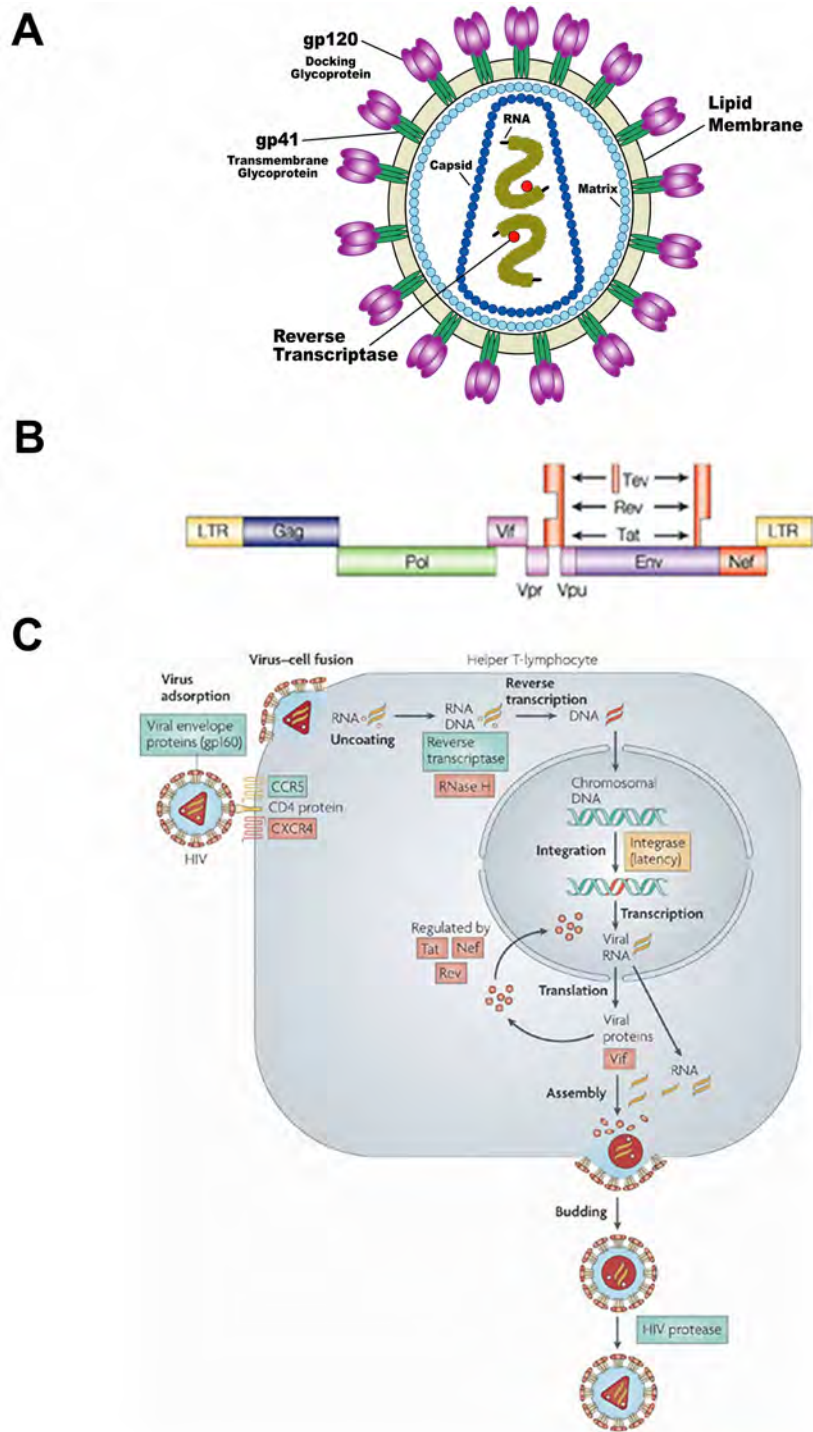 A
gp120
Docking
Glycoprotein
gp41
Transmembrane
Glycoprotein
RNA
Capsid
Matrix
Lipid
Membrane
Reverse
Transcriptase
B
LTR
Gag
Pol
Vif
Vpr
Vpu
Tev
Rev
Tat
Env
Nef
LTR
C
Helper T-lymphocyte
Virus–cell fusion
Virus
adsorption
Viral envelope
proteins (gp160)
HIV
CCR5
CD4 protein
CXCR4
RNA
Uncoating
RNA
DNA
Reverse
transcription
DNA
Reverse
transcriptase
RNase H
Chromosomal
DNA
Integration
Integrase
(latency)
Transcription
Viral
RNA
Regulated by
Tat
Nef
Rev
Translation
Viral
proteins
Vif
RNA
Assembly
Budding
HIV protease